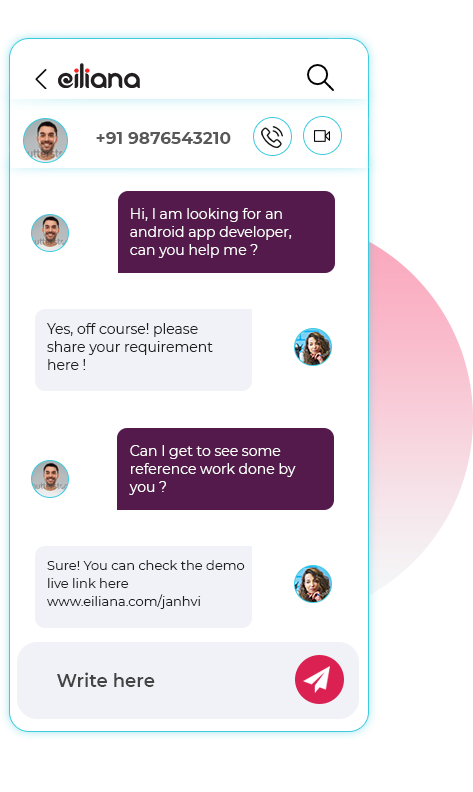 eiliana
+91 9876543210
Hi, I am looking for an
android app developer,
can you help me ?
Yes, off course! please
share your requirement
here !
Can I get to see some
reference work done by
you ?
Sure! You can check the demo
live link here
www.eiliana.com/janhvi
Write here